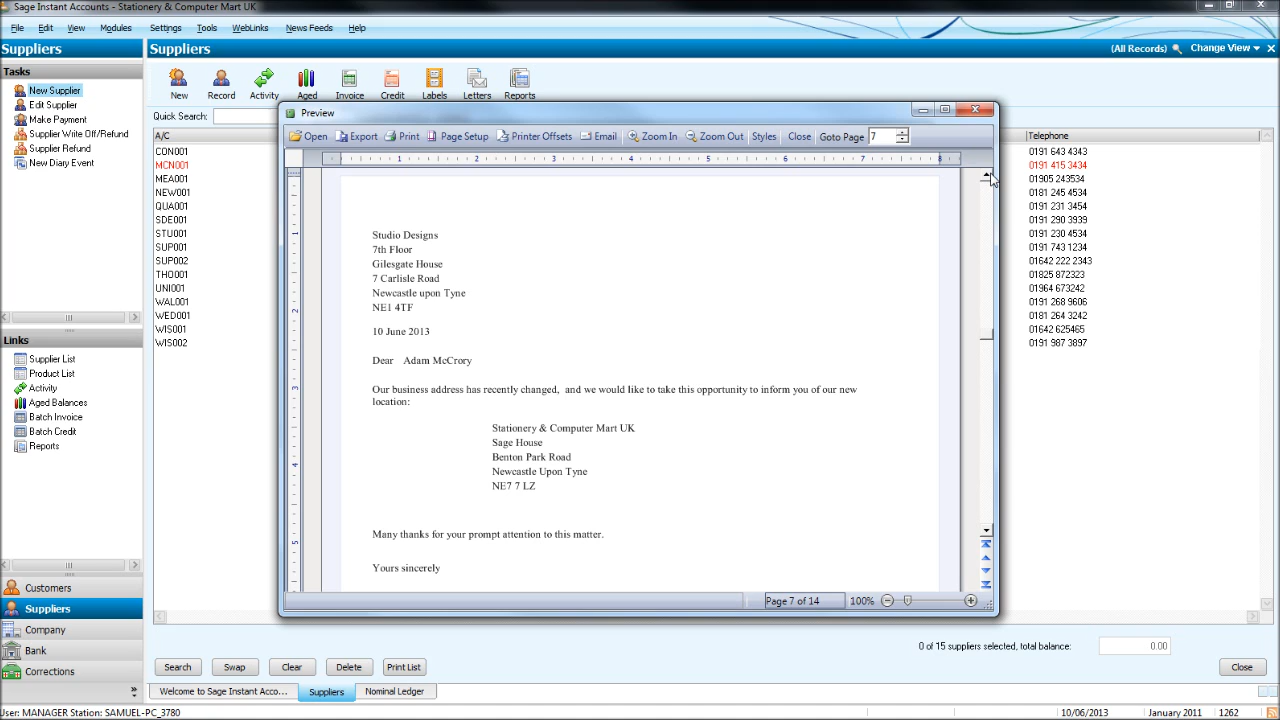 Sage Instant Accounts - Stationery & Computer Mart UK
File Edit View Modules Settings Tools WebLinks News Feeds Help
Suppliers
Suppliers
(All Records) Change View
Tasks
New Supplier
Edit Supplier
Make Payment
Supplier Write Off/Refund
Supplier Refund
New Diary Event
New Record Activity Aged Invoice Credit Labels Letters Reports
Quick Search:
A/C
Telephone
CON001
0191 643 4343
MCN001
0191 415 3434
MEA001
01905 243534
NEW001
0181 245 4534
QUA001
0191 231 3454
SDE001
0191 290 3939
STU001
0191 230 4534
SUP001
0191 743 1234
SUP002
01642 222 2343
THO001
01825 872323
UNI001
01964 673242
WAL001
0191 268 9606
WED001
0181 264 3242
WIS001
01642 625465
WIS002
0191 987 3897
Preview
Open Export Print Page Setup Printer Offsets Email Zoom In Zoom Out Styles Close Goto Page 7
1 2 3 4 5 6 7 8
1
2
3
4
5
Studio Designs
7th Floor
Gilesgate House
7 Carlisle Road
Newcastle upon Tyne
NE1 4TF
10 June 2013
Dear Adam McCrory
Our business address has recently changed, and we would like to take this opportunity to inform you of our new
location:
Stationery & Computer Mart UK
Sage House
Benton Park Road
Newcastle Upon Tyne
NE7 7 LZ
Many thanks for your prompt attention to this matter.
Yours sincerely
Page 7 of 14 100%
Links
Supplier List
Product List
Activity
Aged Balances
Batch Invoice
Batch Credit
Reports
Customers
Suppliers
Company
Bank
Corrections
0 of 15 suppliers selected, total balance: 0.00
Search Swap Clear Delete Print List Close
Welcome to Sage Instant Acco... Suppliers Nominal Ledger
User: MANAGER Station: SAMUEL-PC_3780
10/06/2013 January 2011 1262